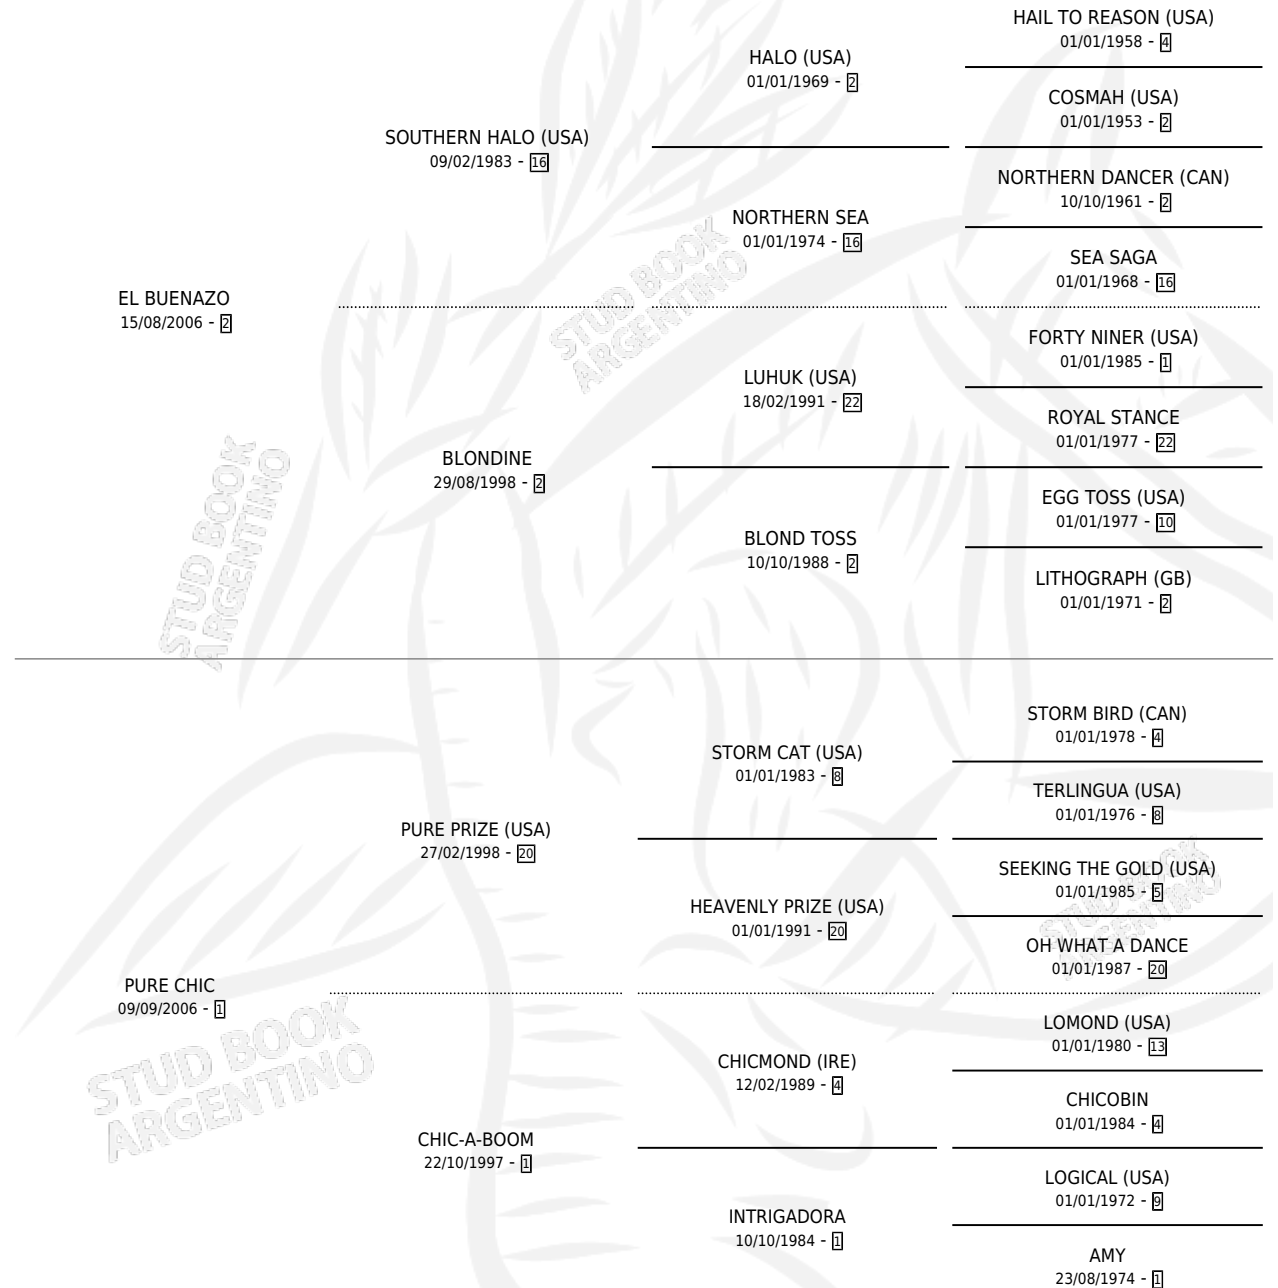 HAIL TO REASON (USA)
01/01/1958 - 4
HALO (USA)
01/01/1969 - 2
COSMAH (USA)
01/01/1953 - 2
SOUTHERN HALO (USA)
09/02/1983 - 16
NORTHERN DANCER (CAN)
10/10/1961 - 2
NORTHERN SEA
01/01/1974 - 16
SEA SAGA
01/01/1968 - 16
EL BUENAZO
15/08/2006 - 2
FORTY NINER (USA)
01/01/1985 - 1
LUHUK (USA)
18/02/1991 - 22
ROYAL STANCE
01/01/1977 - 22
BLONDINE
29/08/1998 - 2
EGG TOSS (USA)
01/01/1977 - 10
BLOND TOSS
10/10/1988 - 2
LITHOGRAPH (GB)
01/01/1971 - 2
STORM BIRD (CAN)
01/01/1978 - 4
STORM CAT (USA)
01/01/1983 - 8
TERLINGUA (USA)
01/01/1976 - 8
PURE PRIZE (USA)
27/02/1998 - 20
SEEKING THE GOLD (USA)
01/01/1985 - 5
HEAVENLY PRIZE (USA)
01/01/1991 - 20
OH WHAT A DANCE
01/01/1987 - 20
PURE CHIC
09/09/2006 - 1
LOMOND (USA)
01/01/1980 - 13
CHICMOND (IRE)
12/02/1989 - 4
CHICOBIN
01/01/1984 - 4
CHIC-A-BOOM
22/10/1997 - 1
LOGICAL (USA)
01/01/1972 - 9
INTRIGADORA
10/10/1984 - 1
AMY
23/08/1974 - 1
STUD BOOK
ARGENTINO
STUD BOOK
ARGENTINO
STUD BOOK
ARGENTINO
STUD BOOK
ARGENTINO